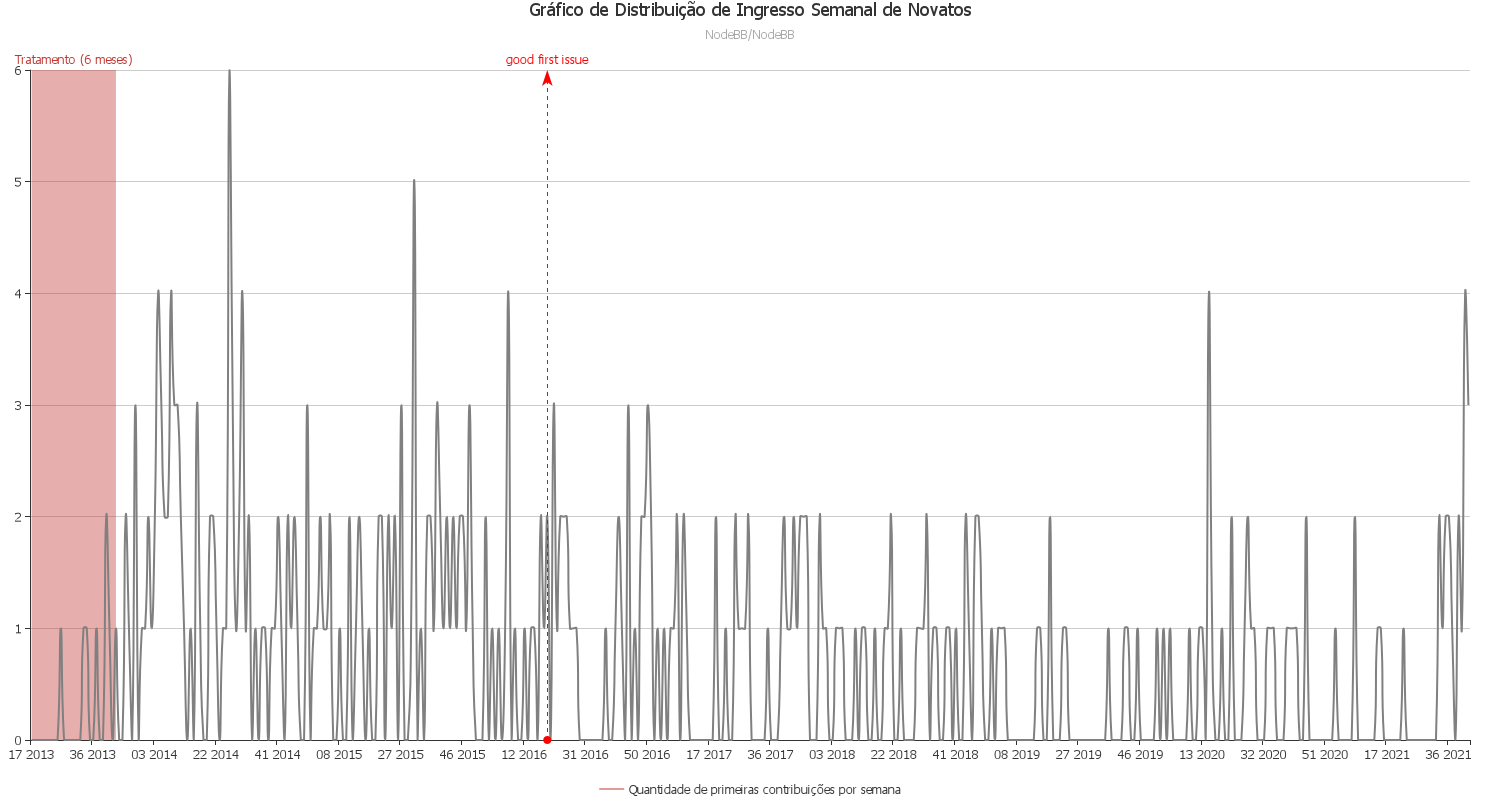 Gráfico de Distribuição de Ingresso Semanal de Novatos
NodeBB/NodeBB
Tratamento (6 meses)
good first issue
6
5
4
3
2
1
0
17 2013 36 2013 03 2014 22 2014 41 2014 08 2015 27 2015 46 2015 12 2016 31 2016 50 2016 17 2017 36 2017 03 2018 22 2018 41 2018 08 2019 27 2019 46 2019 13 2020 32 2020 51 2020 17 2021 36 2021
Quantidade de primeiras contribuições por semana